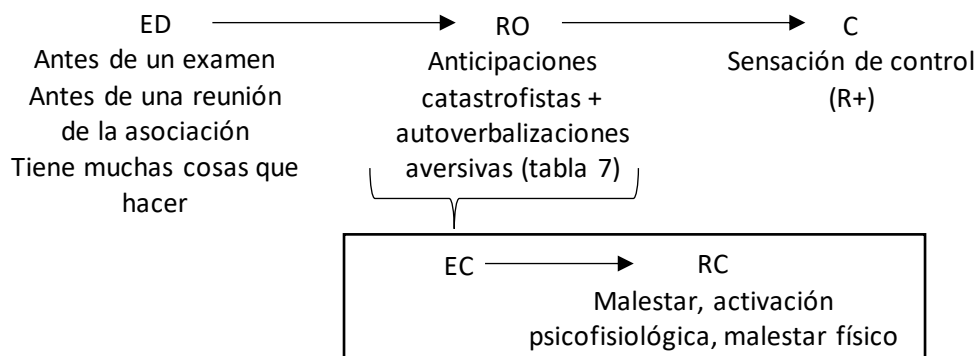 ED
Antes de un examen
Antes de una reunión
de la asociación
Tiene muchas cosas que
hacer
RO
Anticipaciones
catastrofistas +
autoverbalizaciones
aversivas (tabla 7)
C
Sensación de control
(R+)
EC
RC
Malestar, activación
psicofisiológica, malestar físico